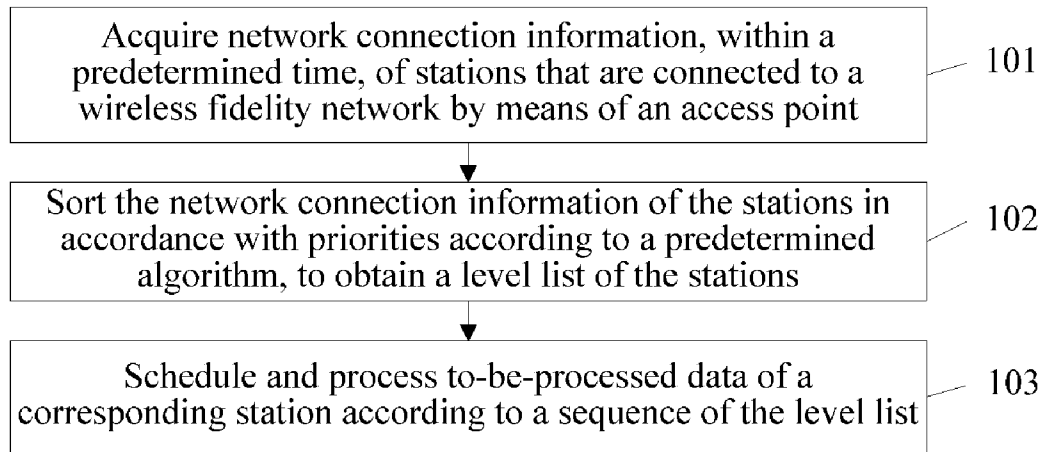 Acquire network connection information, within a
predetermined time, of stations that are connected to a
wireless fidelity network by means of an access point
101
Sort the network connection information of the stations in
accordance with priorities according to a predetermined
algorithm, to obtain a level list of the stations
102
Schedule and process to-be-processed data of a
corresponding station according to a sequence of the level list
103